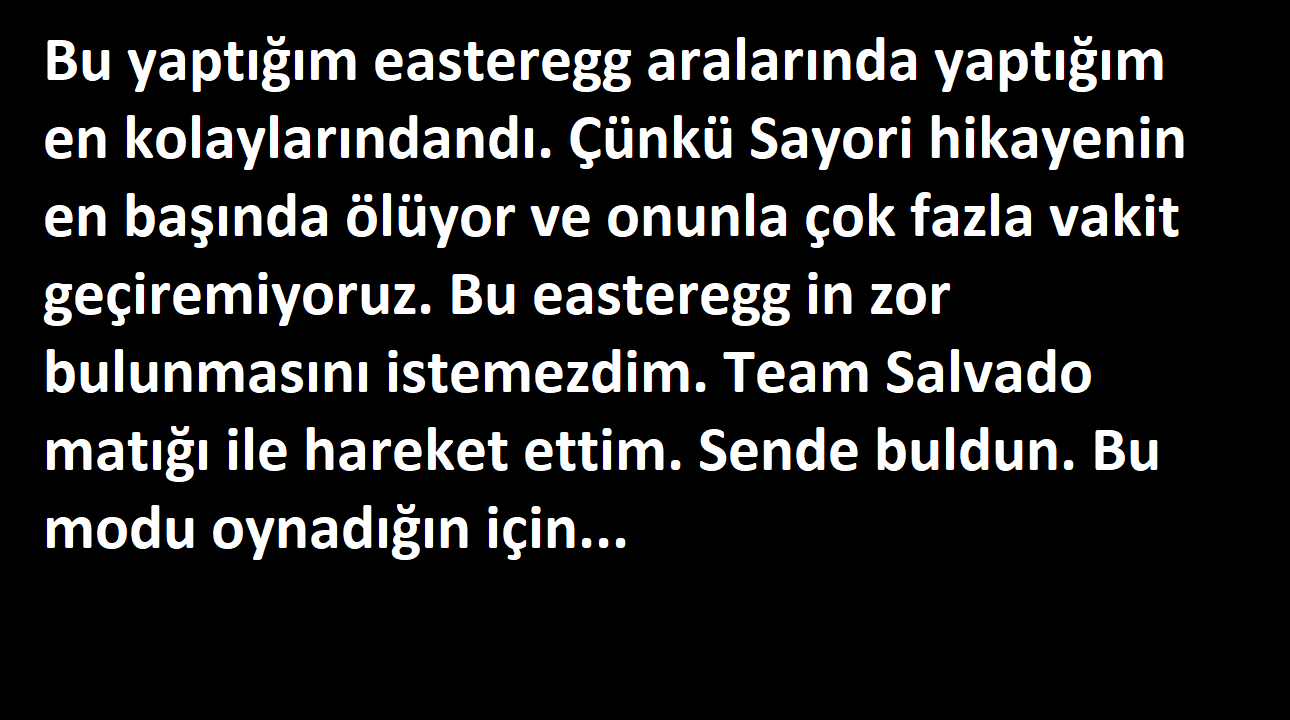 Bu yaptığım easteregg aralarında yaptığım
en kolaylarındandı. Çünkü Sayori hikayenin
en başında ölüyor ve onunla çok fazla vakit
geçiremiyoruz. Bu easteregg in zor
bulunmasını istemezdim. Team Salvado
matığı ile hareket ettim. Sende buldun. Bu
modu oynadığın için...